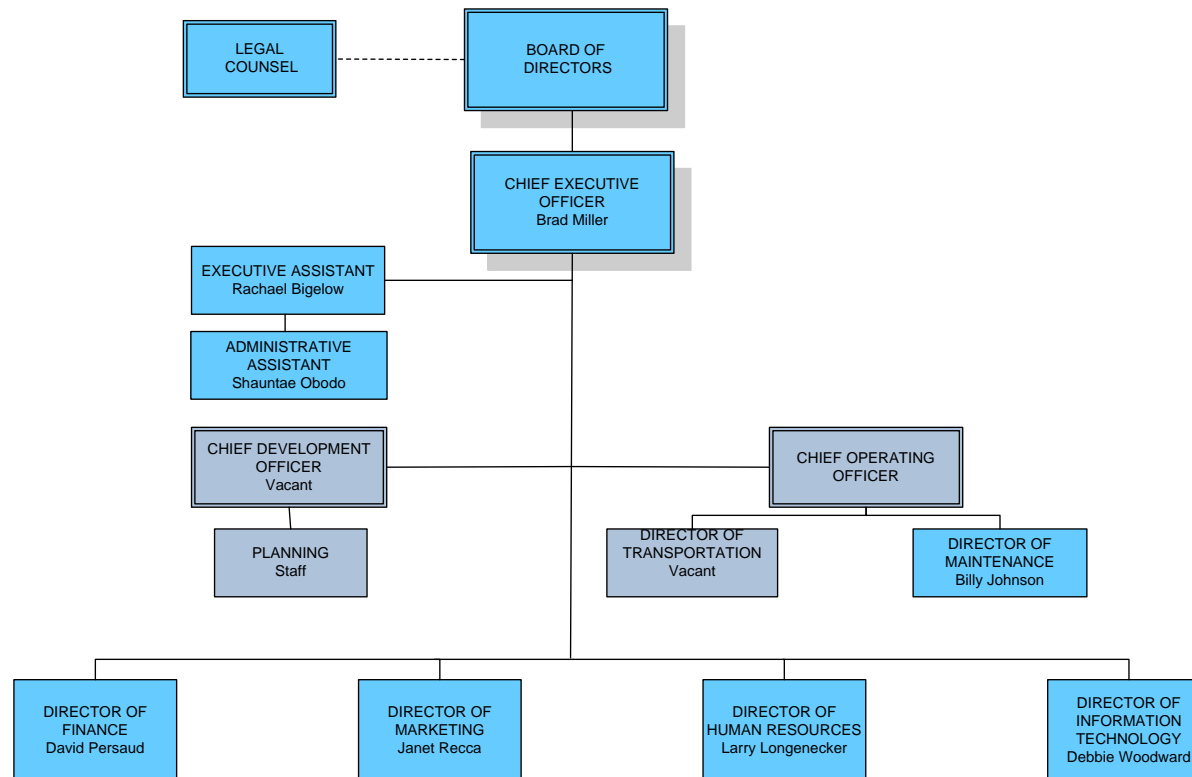 LEGAL
COUNSEL
BOARD OF
DIRECTORS
CHIEF EXECUTIVE
OFFICER
Brad Miller
EXECUTIVE ASSISTANT
Rachael Bigelow
ADMINISTRATIVE
ASSISTANT
Shauntae Obodo
CHIEF DEVELOPMENT
OFFICER
Vacant
CHIEF OPERATING
OFFICER
PLANNING
Staff
DIRECTOR OF
TRANSPORTATION
Vacant
DIRECTOR OF
MAINTENANCE
Billy Johnson
DIRECTOR OF
FINANCE
David Persaud
DIRECTOR OF
MARKETING
Janet Recca
DIRECTOR OF
HUMAN RESOURCES
Larry Longenecker
DIRECTOR OF
INFORMATION
TECHNOLOGY
Debbie Woodward